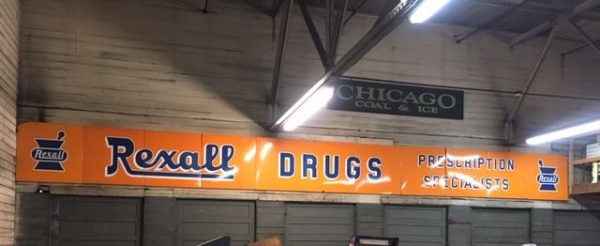 CHICAGO
COAL & ICE
Rexall
Rexall
DRUGS
PRESCRIPTION
SPECIALISTS
Rexall